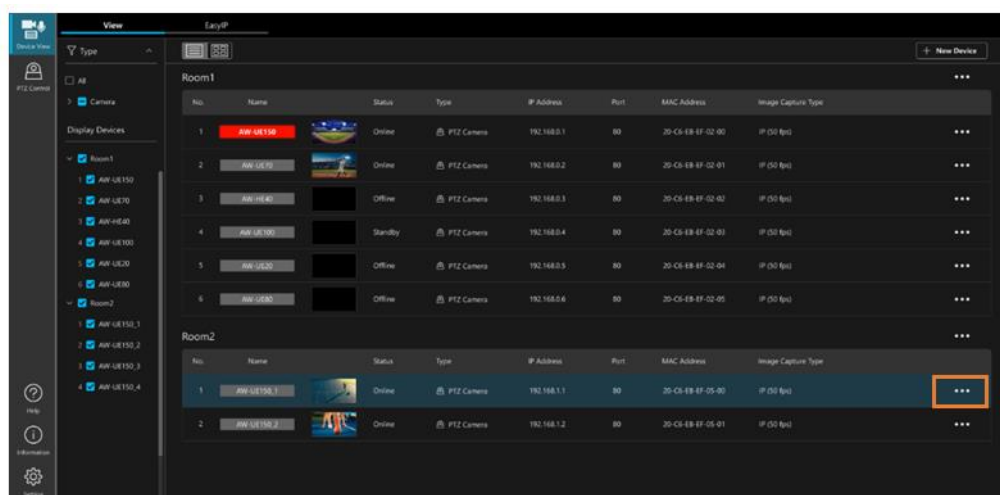 View EasyIP
Device View
Type
+ New Device
PTZ Control
All
Room1
Camera
No. Name Status Type IP Address Port MAC Address Image Capture Type
Display Devices
1 AW-UE150 Online PTZ Camera 192.168.0.1 80 20-C6-EB-EF-02-00 IP (50 fps)
Room1
2 AW-UE70 Online PTZ Camera 192.168.0.2 80 20-C6-EB-EF-02-01 IP (50 fps)
1 AW-UE150
2 AW-UE70
3 AW-HE40 Offline PTZ Camera 192.168.0.3 80 20-C6-EB-EF-02-02 IP (50 fps)
3 AW-HE40
4 AW-UE100 Standby PTZ Camera 192.168.0.4 80 20-C6-EB-EF-02-03 IP (50 fps)
4 AW-UE100
5 AW-UE20 Offline PTZ Camera 192.168.0.5 80 20-C6-EB-EF-02-04 IP (50 fps)
5 AW-UE20
6 AW-UE80
6 AW-UE80 Offline PTZ Camera 192.168.0.6 80 20-C6-EB-EF-02-05 IP (50 fps)
Room2
1 AW-UE150_1
Room2
2 AW-UE150_2
No. Name Status Type IP Address Port MAC Address Image Capture Type
3 AW-UE150_3
4 AW-UE150_4
1 AW-UE150_1 Online PTZ Camera 192.168.1.1 80 20-C6-EB-EF-05-00 IP (50 fps)
Help
2 AW-UE150_2 Online PTZ Camera 192.168.1.2 80 20-C6-EB-EF-05-01 IP (50 fps)
Information